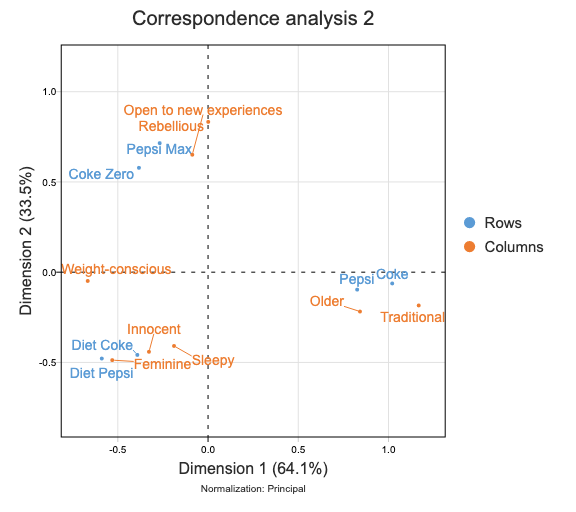 Correspondence analysis 2
Dimension 2 (33.5%)
1.0
0.5
0.0
-0.5
Open to new experiences
Rebellious
Pepsi Max
Coke Zero
Weight-conscious
Pepsi
Coke
Older
Traditional
Innocent
Diet Coke
Sleepy
Feminine
Diet Pepsi
Rows
Columns
-0.5 0.0 0.5 1.0
Dimension 1 (64.1%)
Normalization: Principal